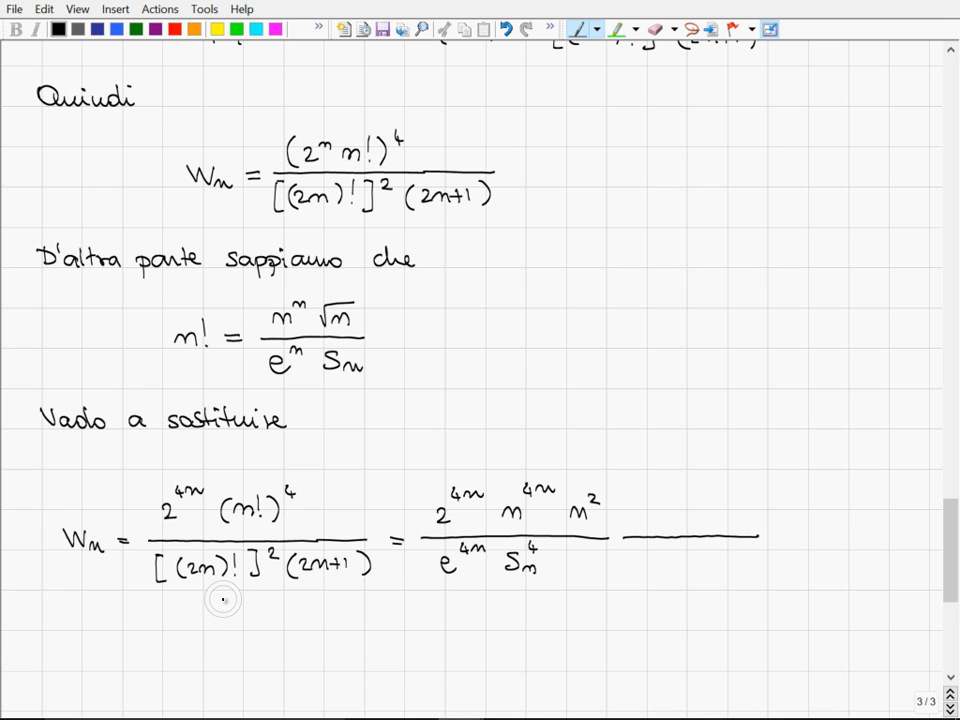 File Edit View Insert Actions Tools Help
B I
Quindi
Wn = (2^n n!)^4 / [(2n)!]^2 (2n+1)
D'altra parte sappiamo che
n! = n^n √n / e^n Sn
Vado a sostituire
Wn = 2^4n (n!)^4 / [(2n)!]^2 (2n+1) = 2^4n n^4n n^2 / e^4n Sn^4
3 / 3